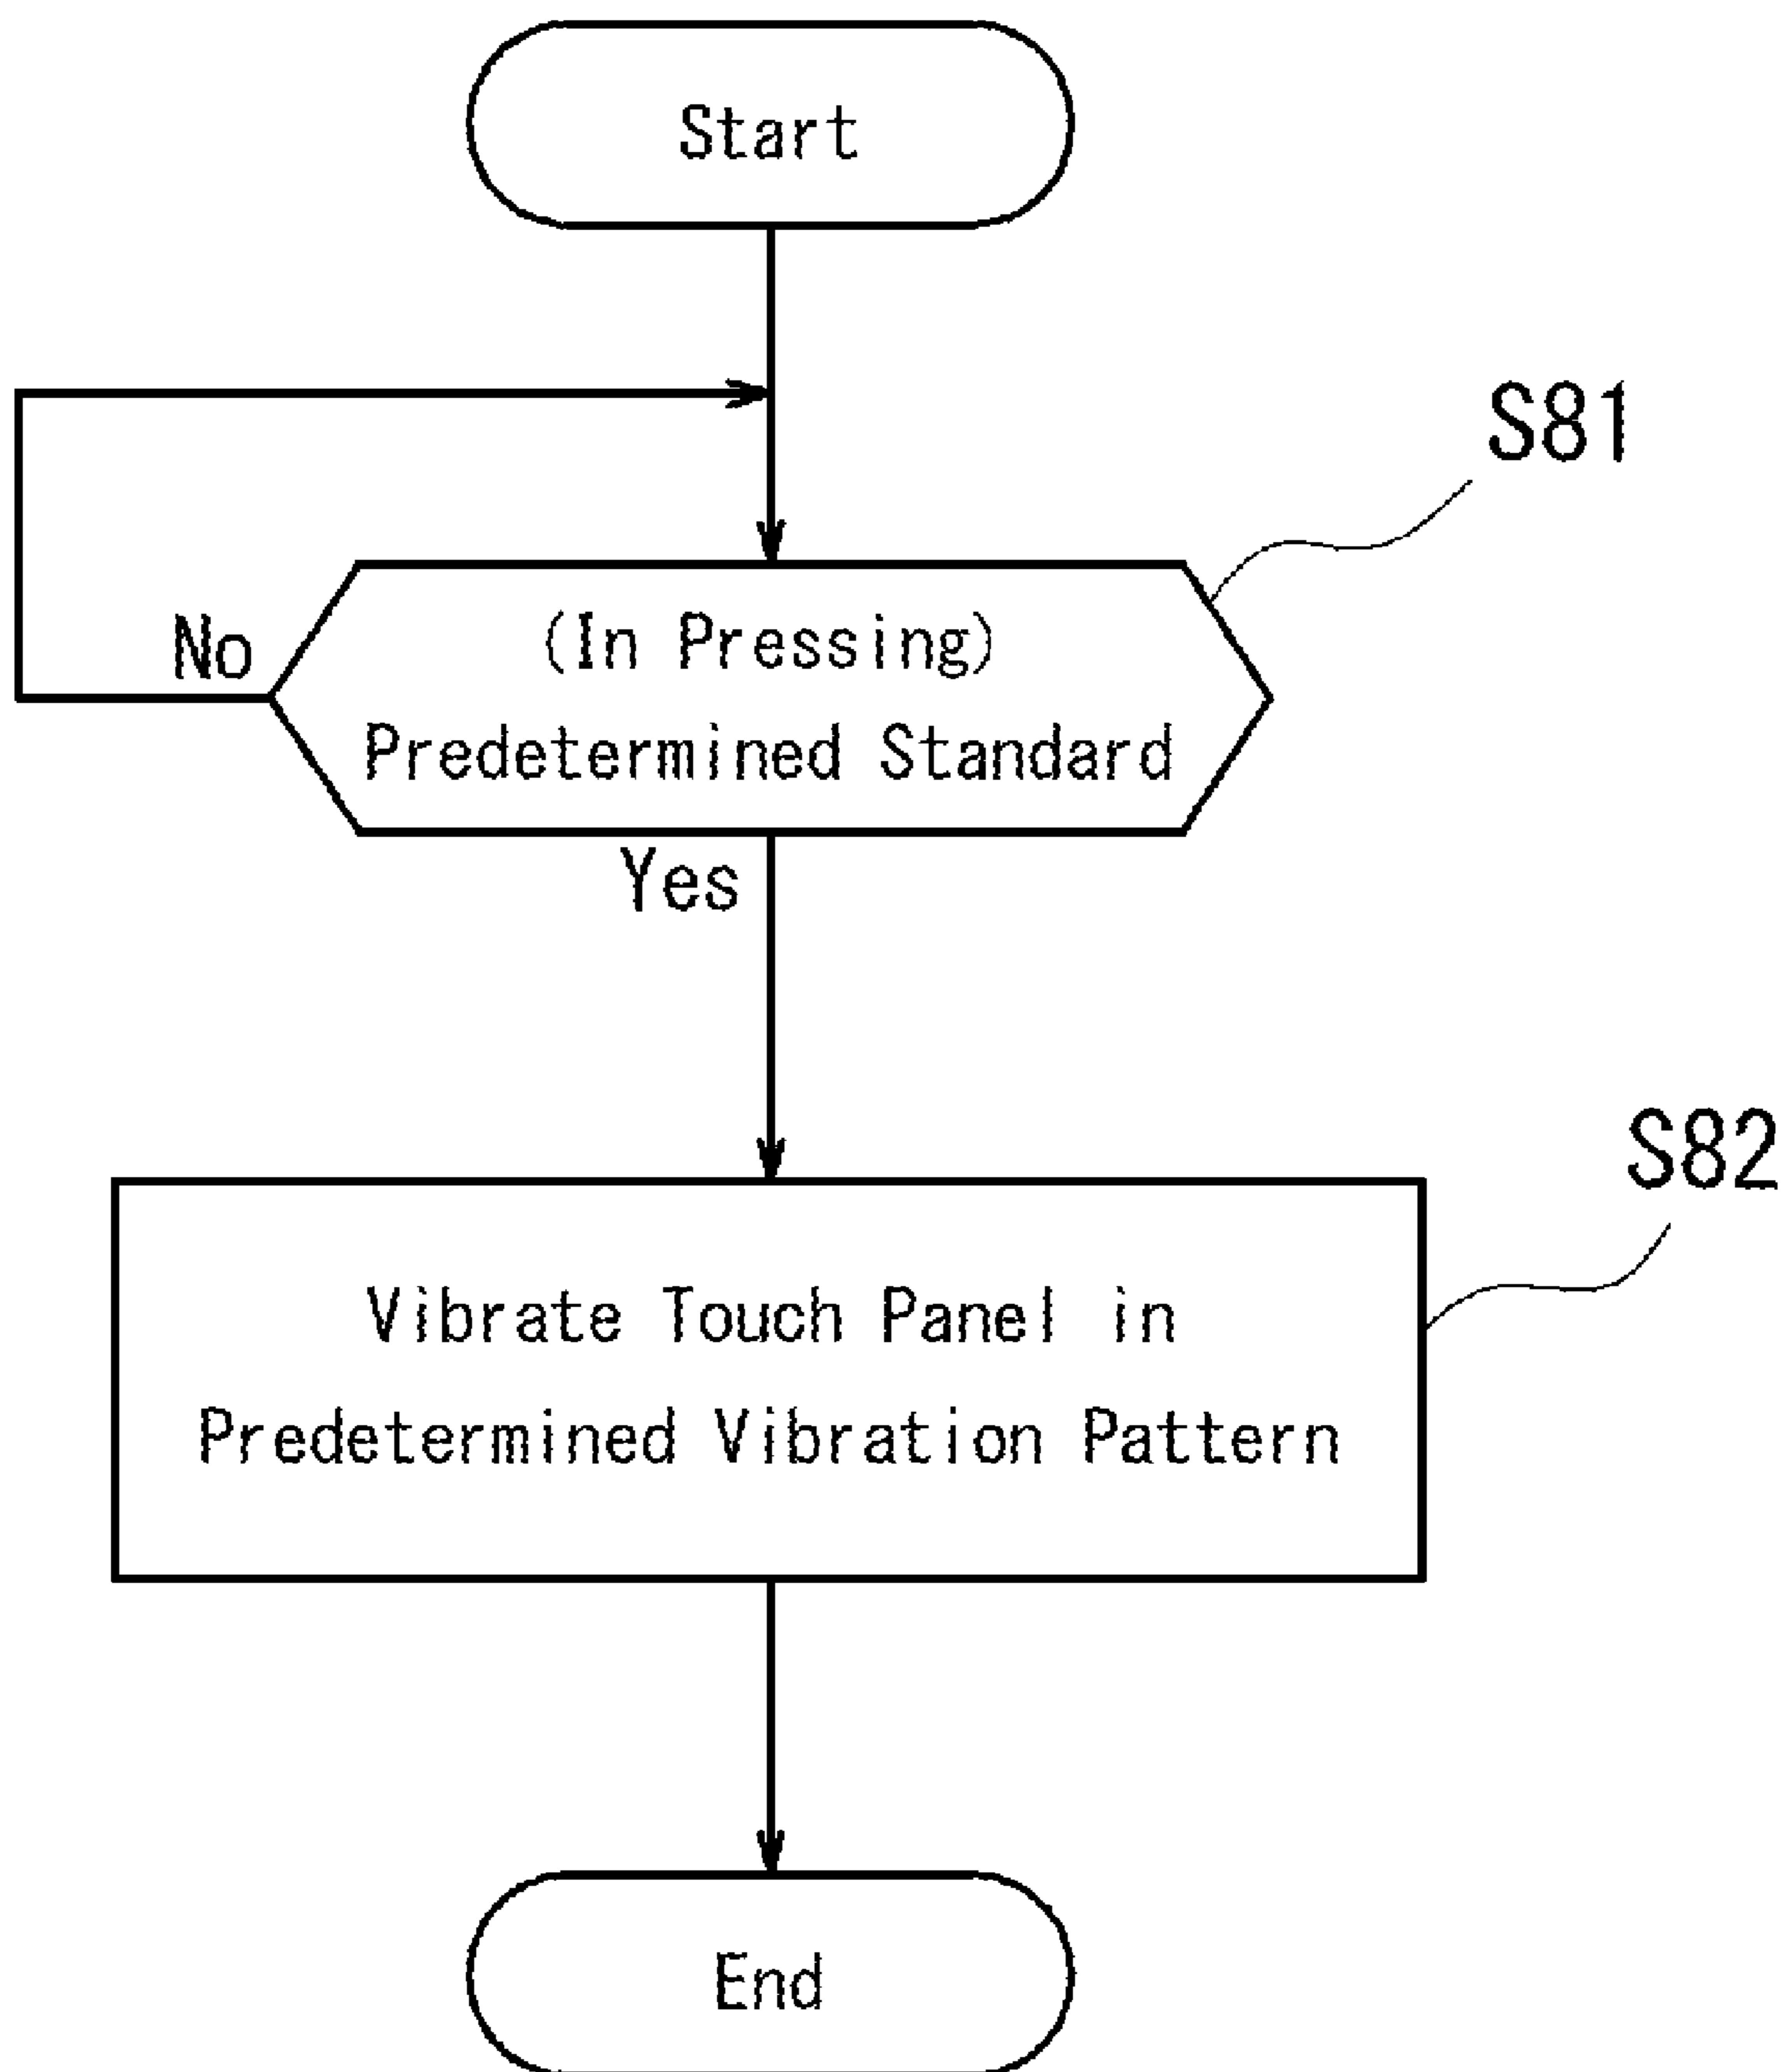 Start
S81
No
(In Pressing)
Predetermined Standard
Yes
S82
Vibrate Touch Panel in
Predetermined Vibration Pattern
End